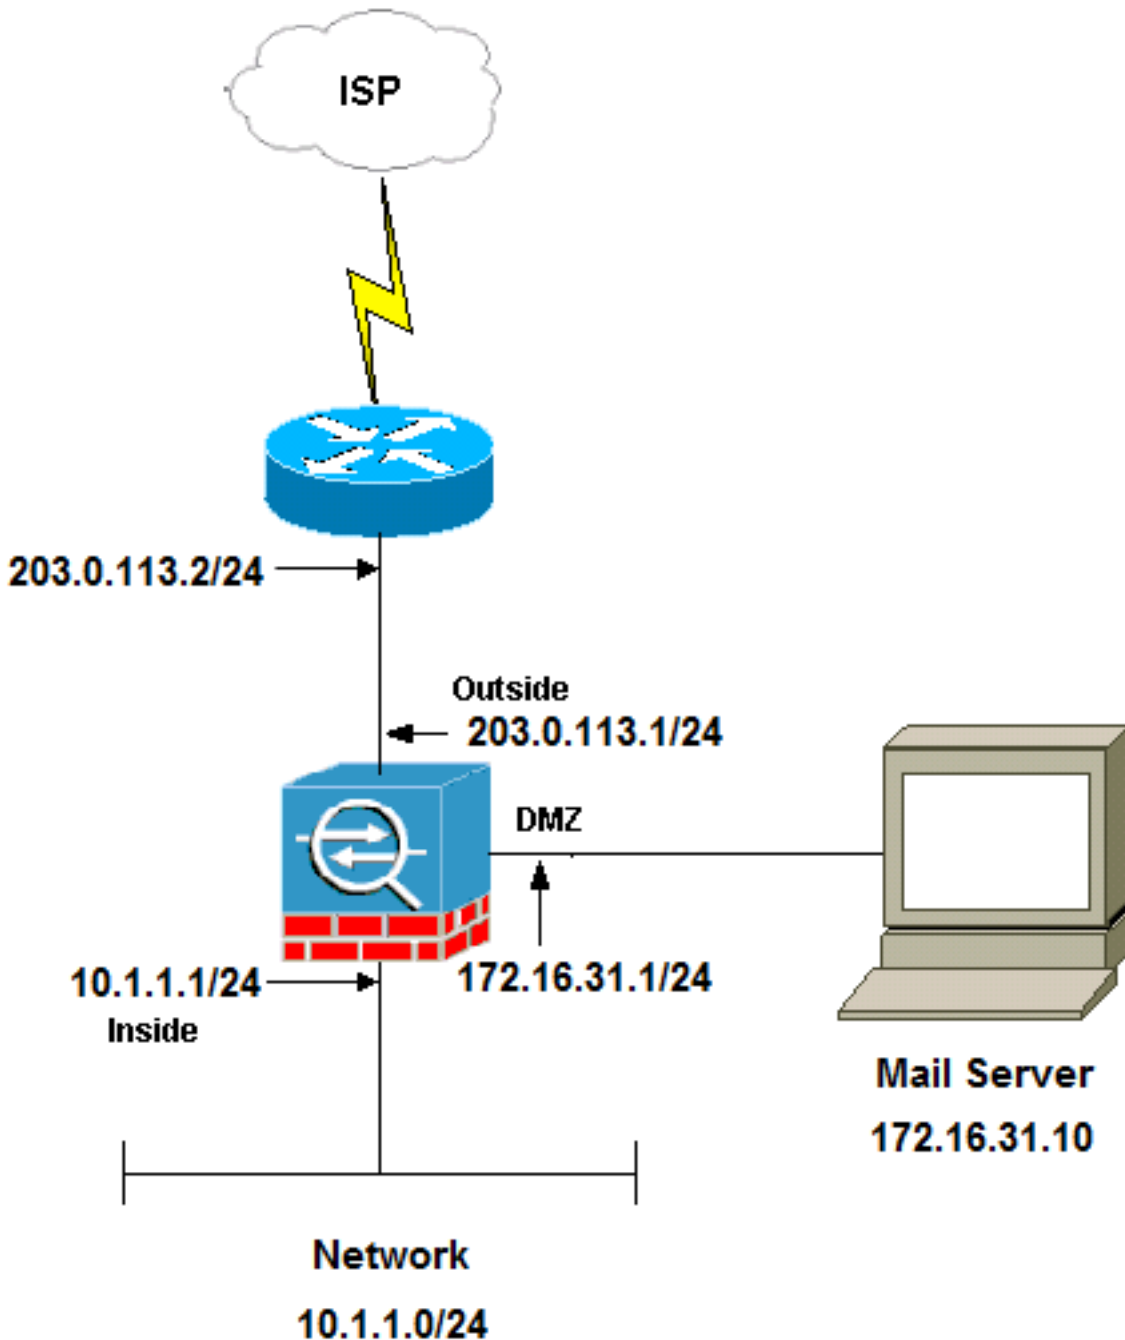 ISP
203.0.113.2/24
Outside
203.0.113.1/24
DMZ
10.1.1.1/24
172.16.31.1/24
Inside
Mail Server
172.16.31.10
Network
10.1.1.0/24